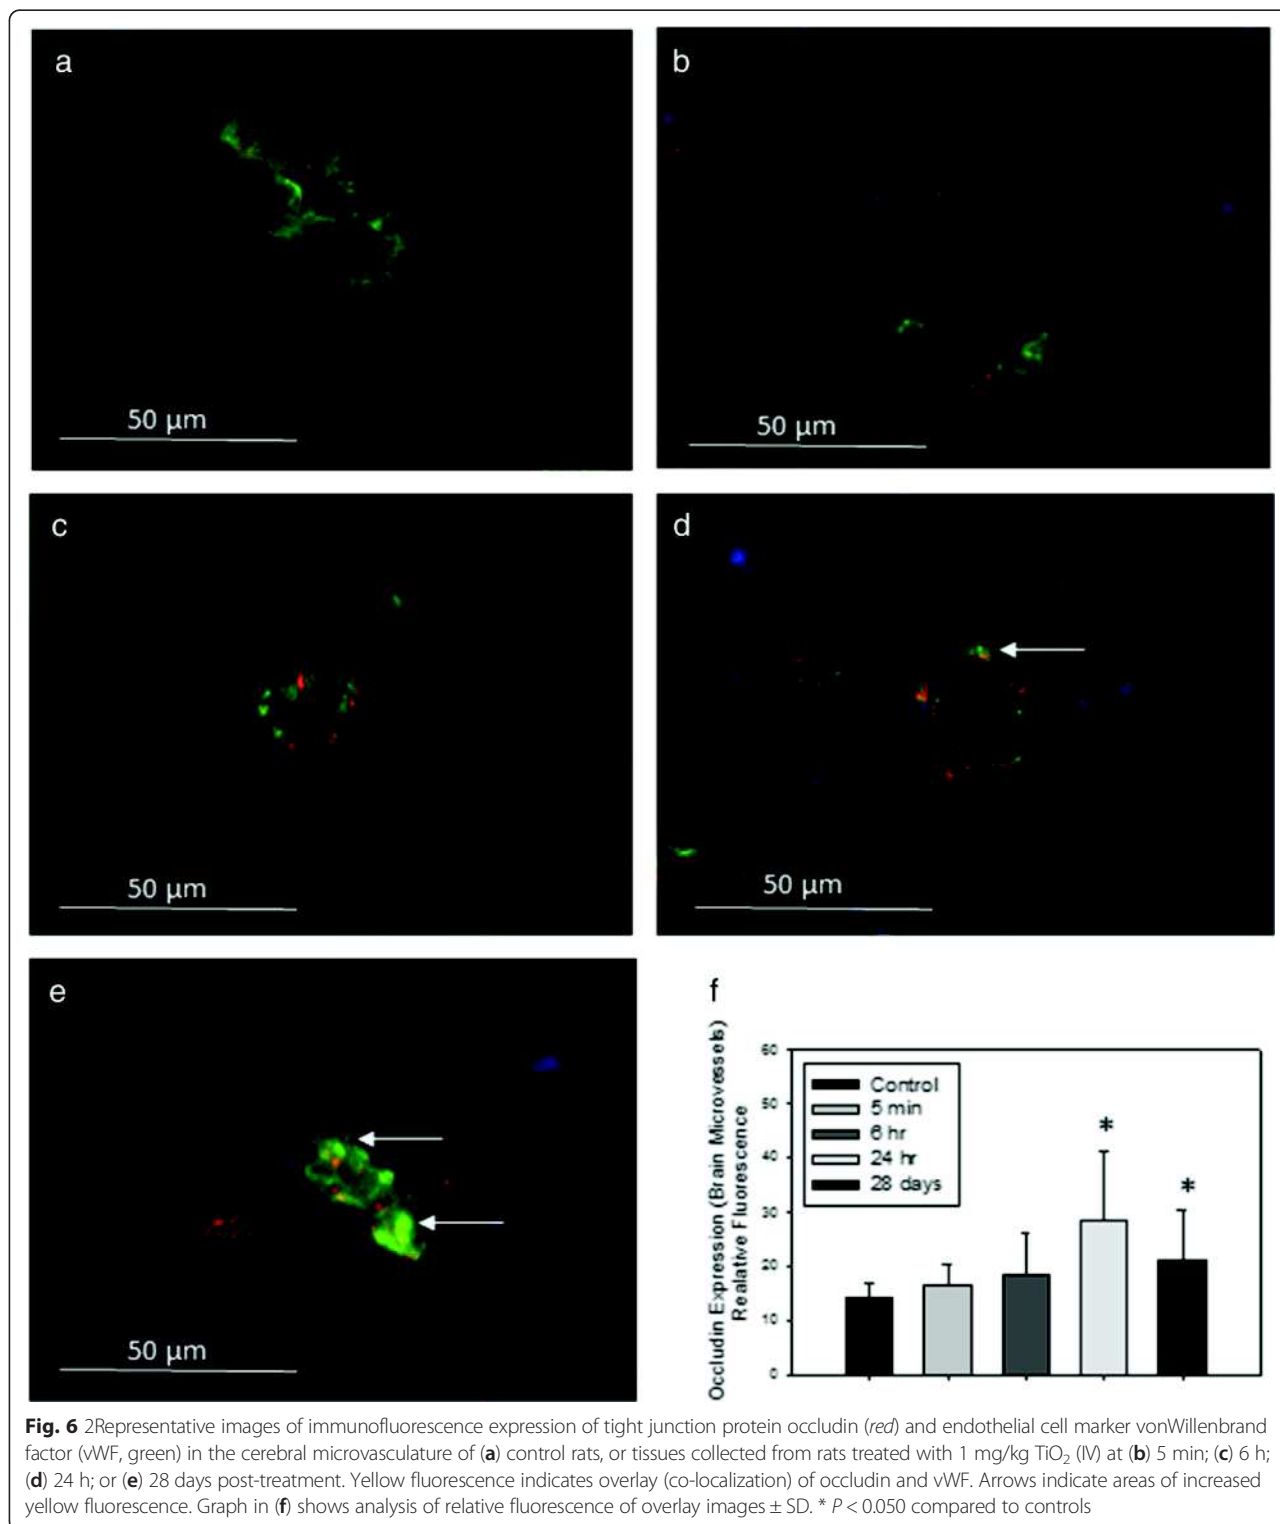 a
b
50 µm
50 µm
c
d
50 µm
50 µm
e
50 µm
f
Occludin Expression (Brain Microvessels)
Realative Fluorescence
60
50
40
30
20
10
0
Control
5 min
6 hr
24 hr
28 days
*
*
Fig. 6 2Representative images of immunofluorescence expression of tight junction protein occludin (red) and endothelial cell marker vonWillenbrand
factor (vWF, green) in the cerebral microvasculature of (a) control rats, or tissues collected from rats treated with 1 mg/kg TiO₂ (IV) at (b) 5 min; (c) 6 h;
(d) 24 h; or (e) 28 days post-treatment. Yellow fluorescence indicates overlay (co-localization) of occludin and vWF. Arrows indicate areas of increased
yellow fluorescence. Graph in (f) shows analysis of relative fluorescence of overlay images ± SD. * P < 0.050 compared to controls